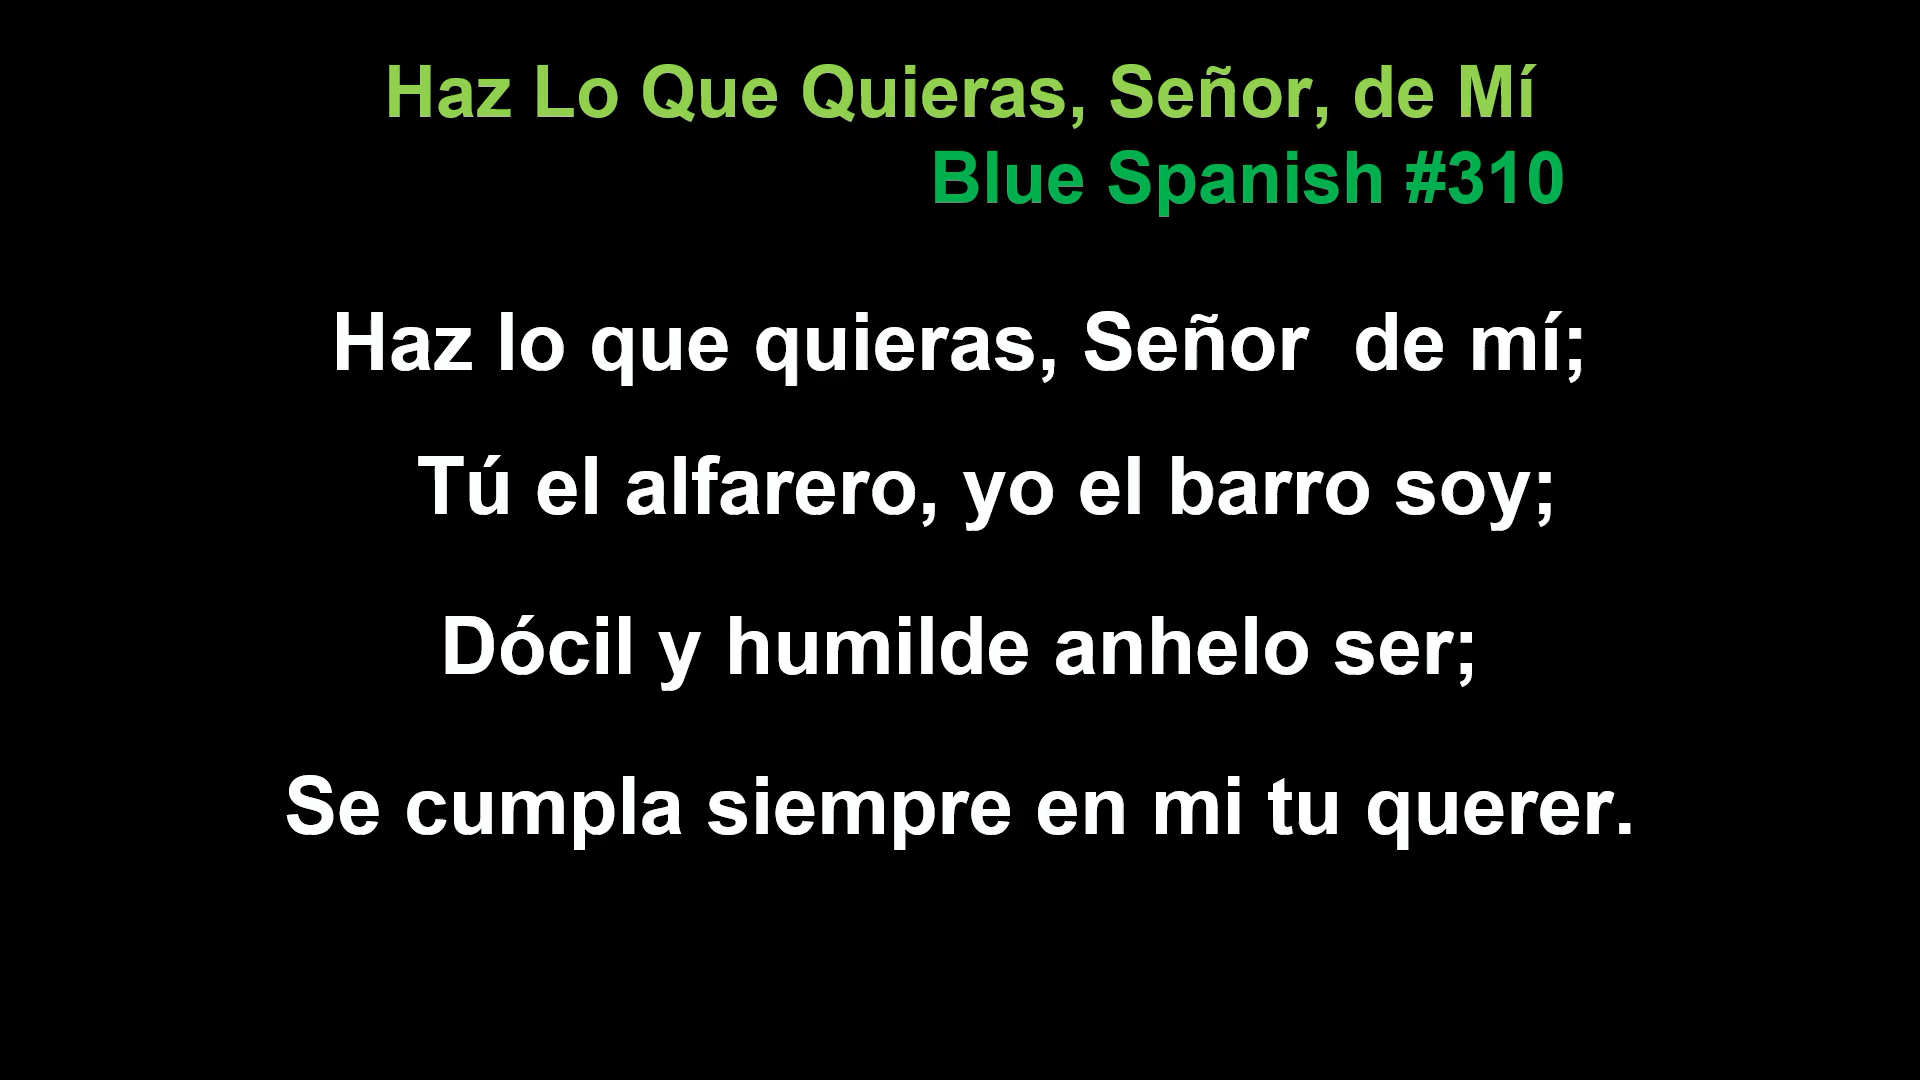 Haz Lo Que Quieras, Señor, de Mí
Blue Spanish #310
Haz lo que quieras, Señor  de mí;
Tú el alfarero, yo el barro soy;
Dócil y humilde anhelo ser;
Se cumpla siempre en mi tu querer.